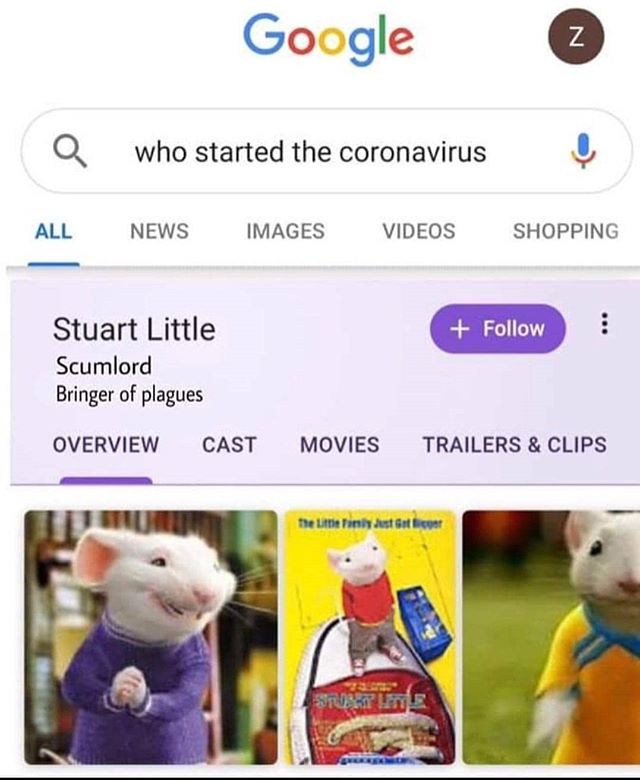 Google
Z
who started the coronavirus
ALL NEWS IMAGES VIDEOS SHOPPING
Stuart Little
+ Follow
Scumlord
Bringer of plagues
OVERVIEW CAST MOVIES TRAILERS & CLIPS
The Little Family Just Got Bigger
STUART LITTLE